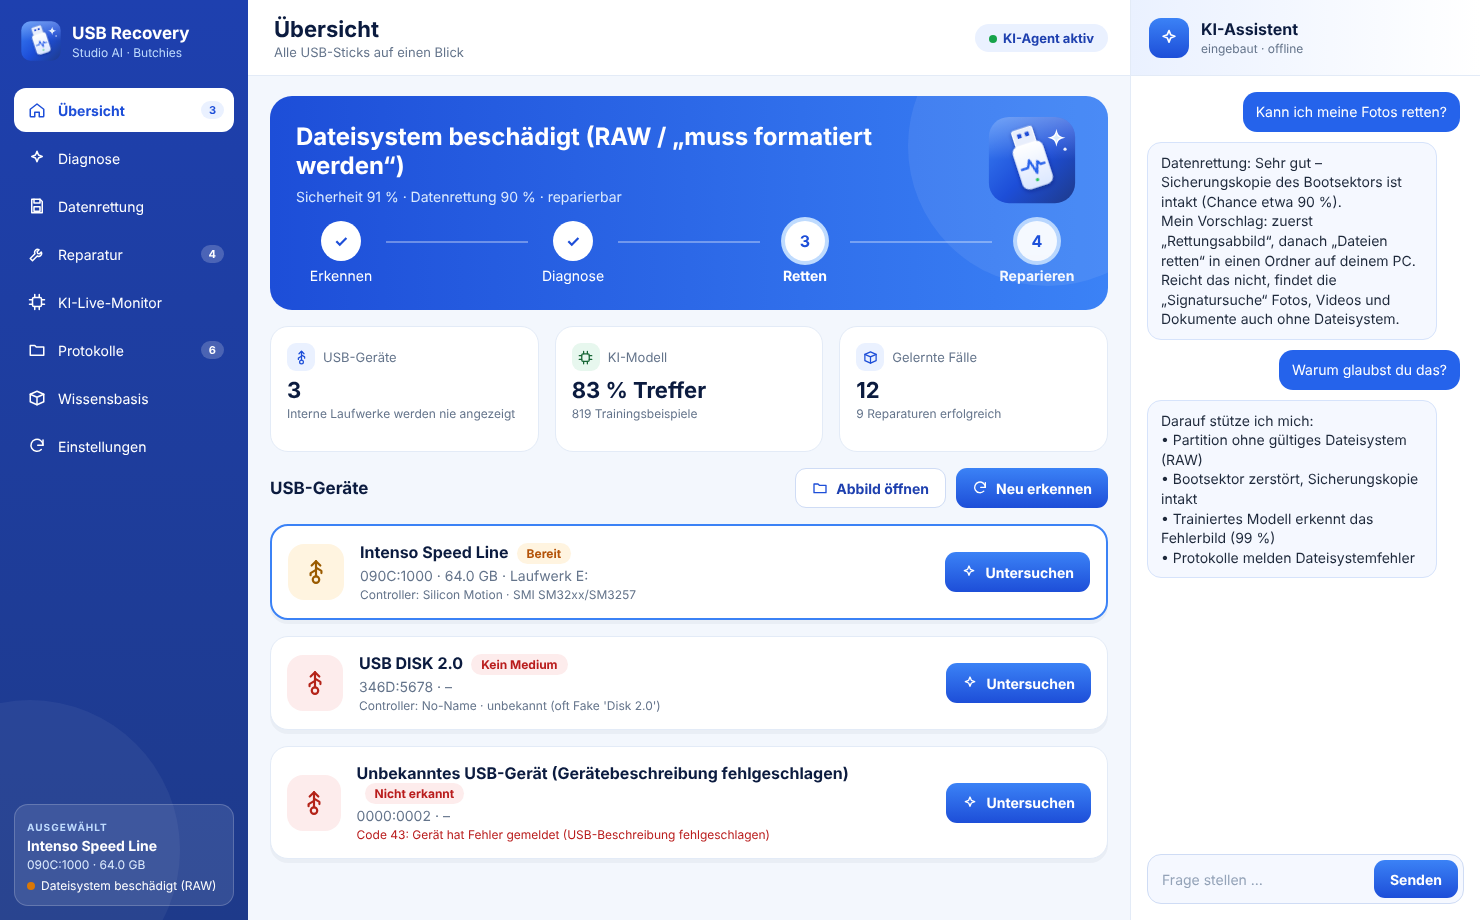 USB Recovery
Studio AI · Butchies
Übersicht
3
Diagnose
Datenrettung
Reparatur
4
KI-Live-Monitor
Protokolle
6
Wissensbasis
Einstellungen
AUSGEWÄHLT
Intenso Speed Line
090C:1000 · 64.0 GB
Dateisystem beschädigt (RAW)
Übersicht
Alle USB-Sticks auf einen Blick
KI-Agent aktiv
Dateisystem beschädigt (RAW / „muss formatiert
werden“)
Sicherheit 91 % · Datenrettung 90 % · reparierbar
3
4
Erkennen
Diagnose
Retten
Reparieren
USB-Geräte
3
Interne Laufwerke werden nie angezeigt
KI-Modell
83 % Treffer
819 Trainingsbeispiele
Gelernte Fälle
12
9 Reparaturen erfolgreich
USB-Geräte
Abbild öffnen
Neu erkennen
Intenso Speed Line
Bereit
090C:1000 · 64.0 GB · Laufwerk E:
Controller: Silicon Motion · SMI SM32xx/SM3257
Untersuchen
USB DISK 2.0
Kein Medium
346D:5678 · –
Controller: No-Name · unbekannt (oft Fake 'Disk 2.0')
Untersuchen
Unbekanntes USB-Gerät (Gerätebeschreibung fehlgeschlagen)
Nicht erkannt
0000:0002 · –
Code 43: Gerät hat Fehler gemeldet (USB-Beschreibung fehlgeschlagen)
Untersuchen
KI-Assistent
eingebaut · offline
Kann ich meine Fotos retten?
Datenrettung: Sehr gut –
Sicherungskopie des Bootsektors ist
intakt (Chance etwa 90 %).
Mein Vorschlag: zuerst
„Rettungsabbild“, danach „Dateien
retten“ in einen Ordner auf deinem PC.
Reicht das nicht, findet die
„Signatursuche“ Fotos, Videos und
Dokumente auch ohne Dateisystem.
Warum glaubst du das?
Darauf stütze ich mich:
• Partition ohne gültiges Dateisystem
(RAW)
• Bootsektor zerstört, Sicherungskopie
intakt
• Trainiertes Modell erkennt das
Fehlerbild (99 %)
• Protokolle melden Dateisystemfehler
Frage stellen ...
Senden